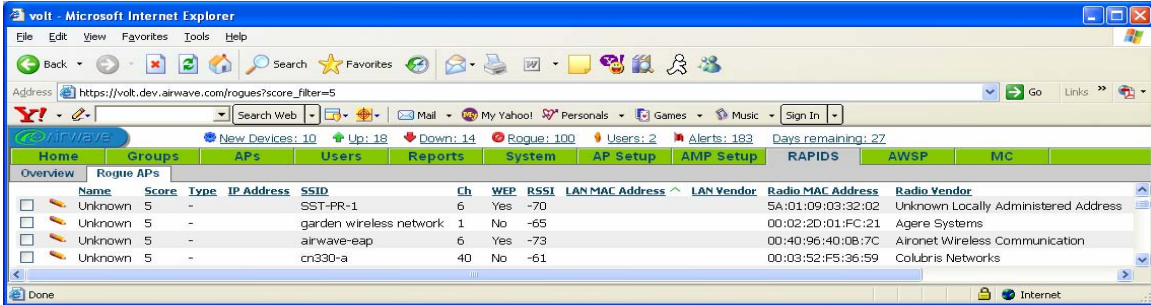 volt - Microsoft Internet Explorer
File Edit View Favorites Tools Help
Back Search Favorites
Address https://volt.dev.airwave.com/rogues?score_filter=5 Go Links »
Y! Search Web Mail My Yahoo! Personals Games Music Sign In
AirWave New Devices: 10 Up: 18 Down: 14 Rogue: 100 Users: 2 Alerts: 183 Days remaining: 27
Home Groups APs Users Reports System AP Setup AMP Setup RAPIDS AWSP MC
Overview Rogue APs
Name Score Type IP Address SSID Ch WEP RSSI LAN MAC Address LAN Vendor Radio MAC Address Radio Vendor
Unknown 5 - SST-PR-1 6 Yes -70 5A:01:09:03:32:02 Unknown Locally Administered Address
Unknown 5 - garden wireless network 1 No -65 00:02:2D:01:FC:21 Agere Systems
Unknown 5 - airwave-eap 6 Yes -73 00:40:96:40:0B:7C Aironet Wireless Communication
Unknown 5 - cn330-a 40 No -61 00:03:52:F5:36:59 Colubris Networks
Done Internet